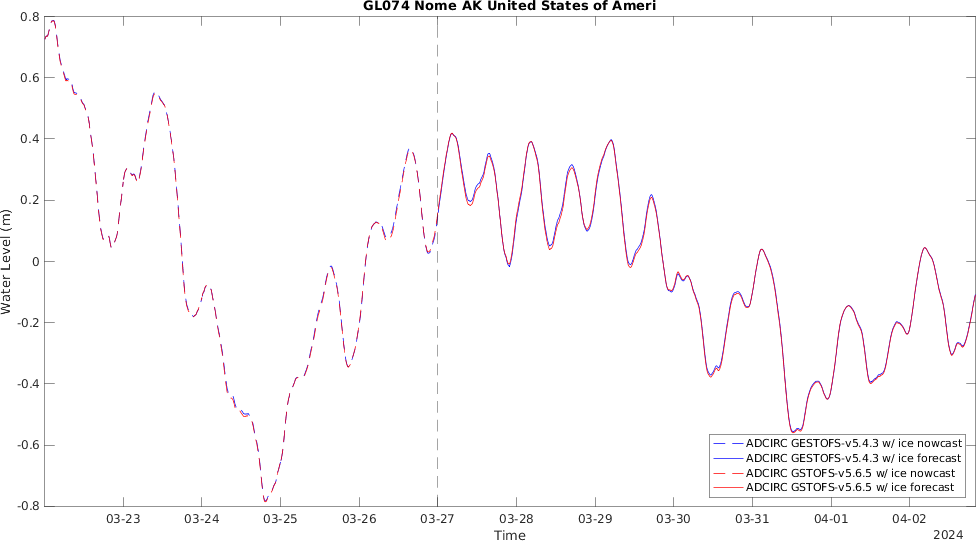 GL074 Nome AK United States of Ameri
0.8
0.6
0.4
0.2
0
-0.2
-0.4
-0.6
-0.8
Water Level (m)
ADCIRC GESTOFS-v5.4.3 w/ ice nowcast
ADCIRC GESTOFS-v5.4.3 w/ ice forecast
ADCIRC GSTOFS-v5.6.5 w/ ice nowcast
ADCIRC GSTOFS-v5.6.5 w/ ice forecast
03-23 03-24 03-25 03-26 03-27 03-28 03-29 03-30 03-31 04-01 04-02
Time
2024